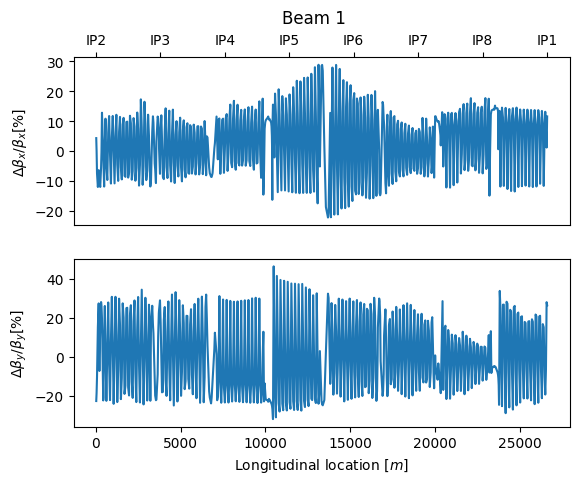 Beam 1
IP2 IP3 IP4 IP5 IP6 IP7 IP8 IP1
30
20
10
0
−10
−20
Δβx/βx[%]
40
20
0
−20
Δβy/βy[%]
0 5000 10000 15000 20000 25000
Longitudinal location [m]